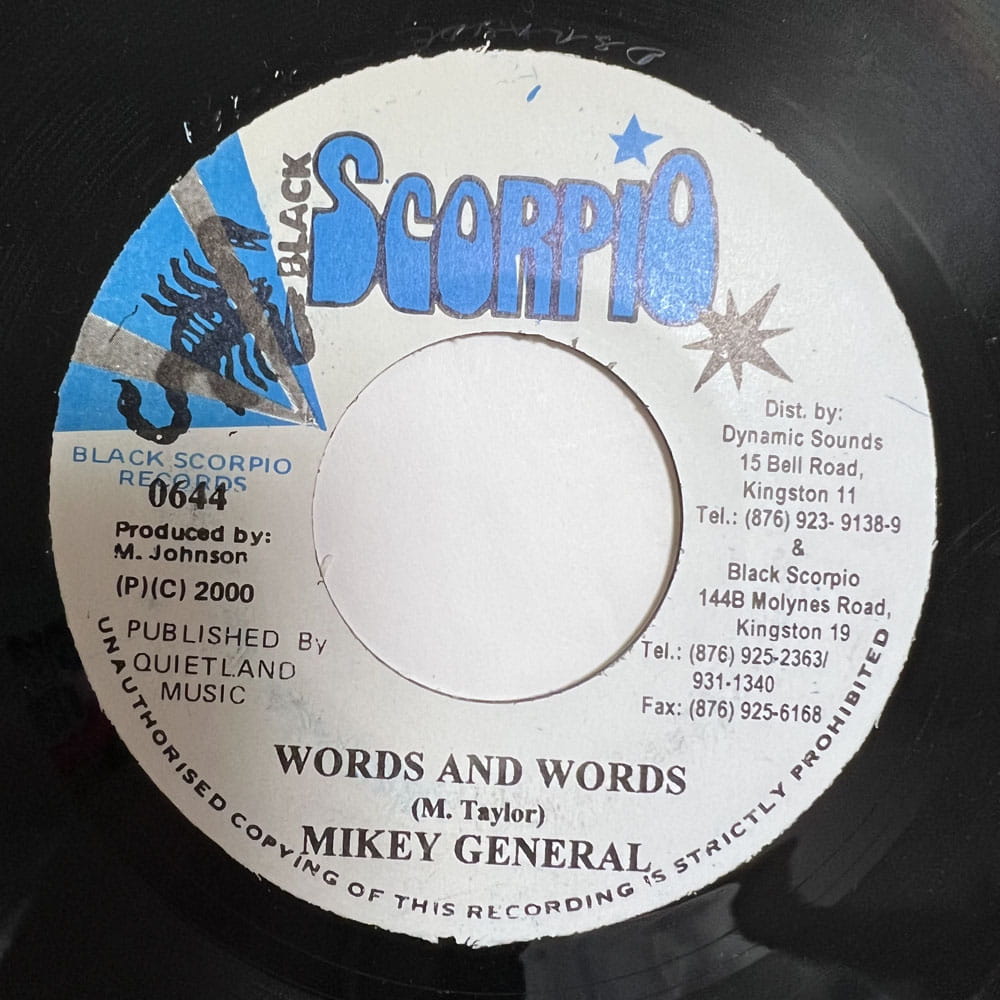 BLACK
SCORPIO
BLACK SCORPIO
RECORDS
0644
Produced by:
M. Johnson
(P)(C) 2000
PUBLISHED By
QUIETLAND
MUSIC
Dist. by:
Dynamic Sounds
15 Bell Road,
Kingston 11
Tel.: (876) 923- 9138-9
&
Black Scorpio
144B Molynes Road,
Kingston 19
Tel.: (876) 925-2363/
931-1340
Fax: (876) 925-6168
WORDS AND WORDS
(M. Taylor)
MIKEY GENERAL
UNAUTHORISED COPYING OF THIS RECORDING IS STRICTLY PROHIBITED